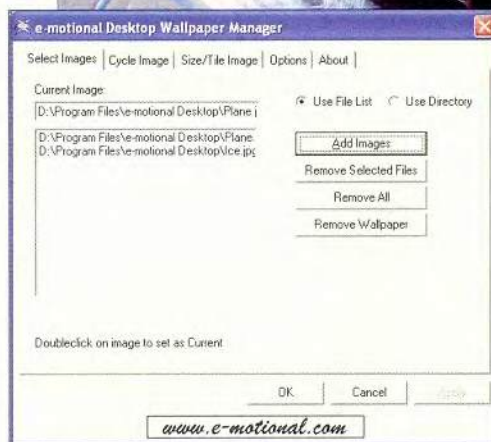 e-motional Desktop Wallpaper Manager
Select Images Cycle Image Size/Tile Image Options About
Current Image:
D:\Program Files\e-motional Desktop\Plane j
Use File List Use Directory
D:\Program Files\e-motional Desktop\Plane.
D:\Program Files\e-motional Desktop\Ice.jpg
Add Images
Remove Selected Files
Remove All
Remove Wallpaper
Doubleclick on image to set as Current
OK Cancel Apply
www.e-motional.com